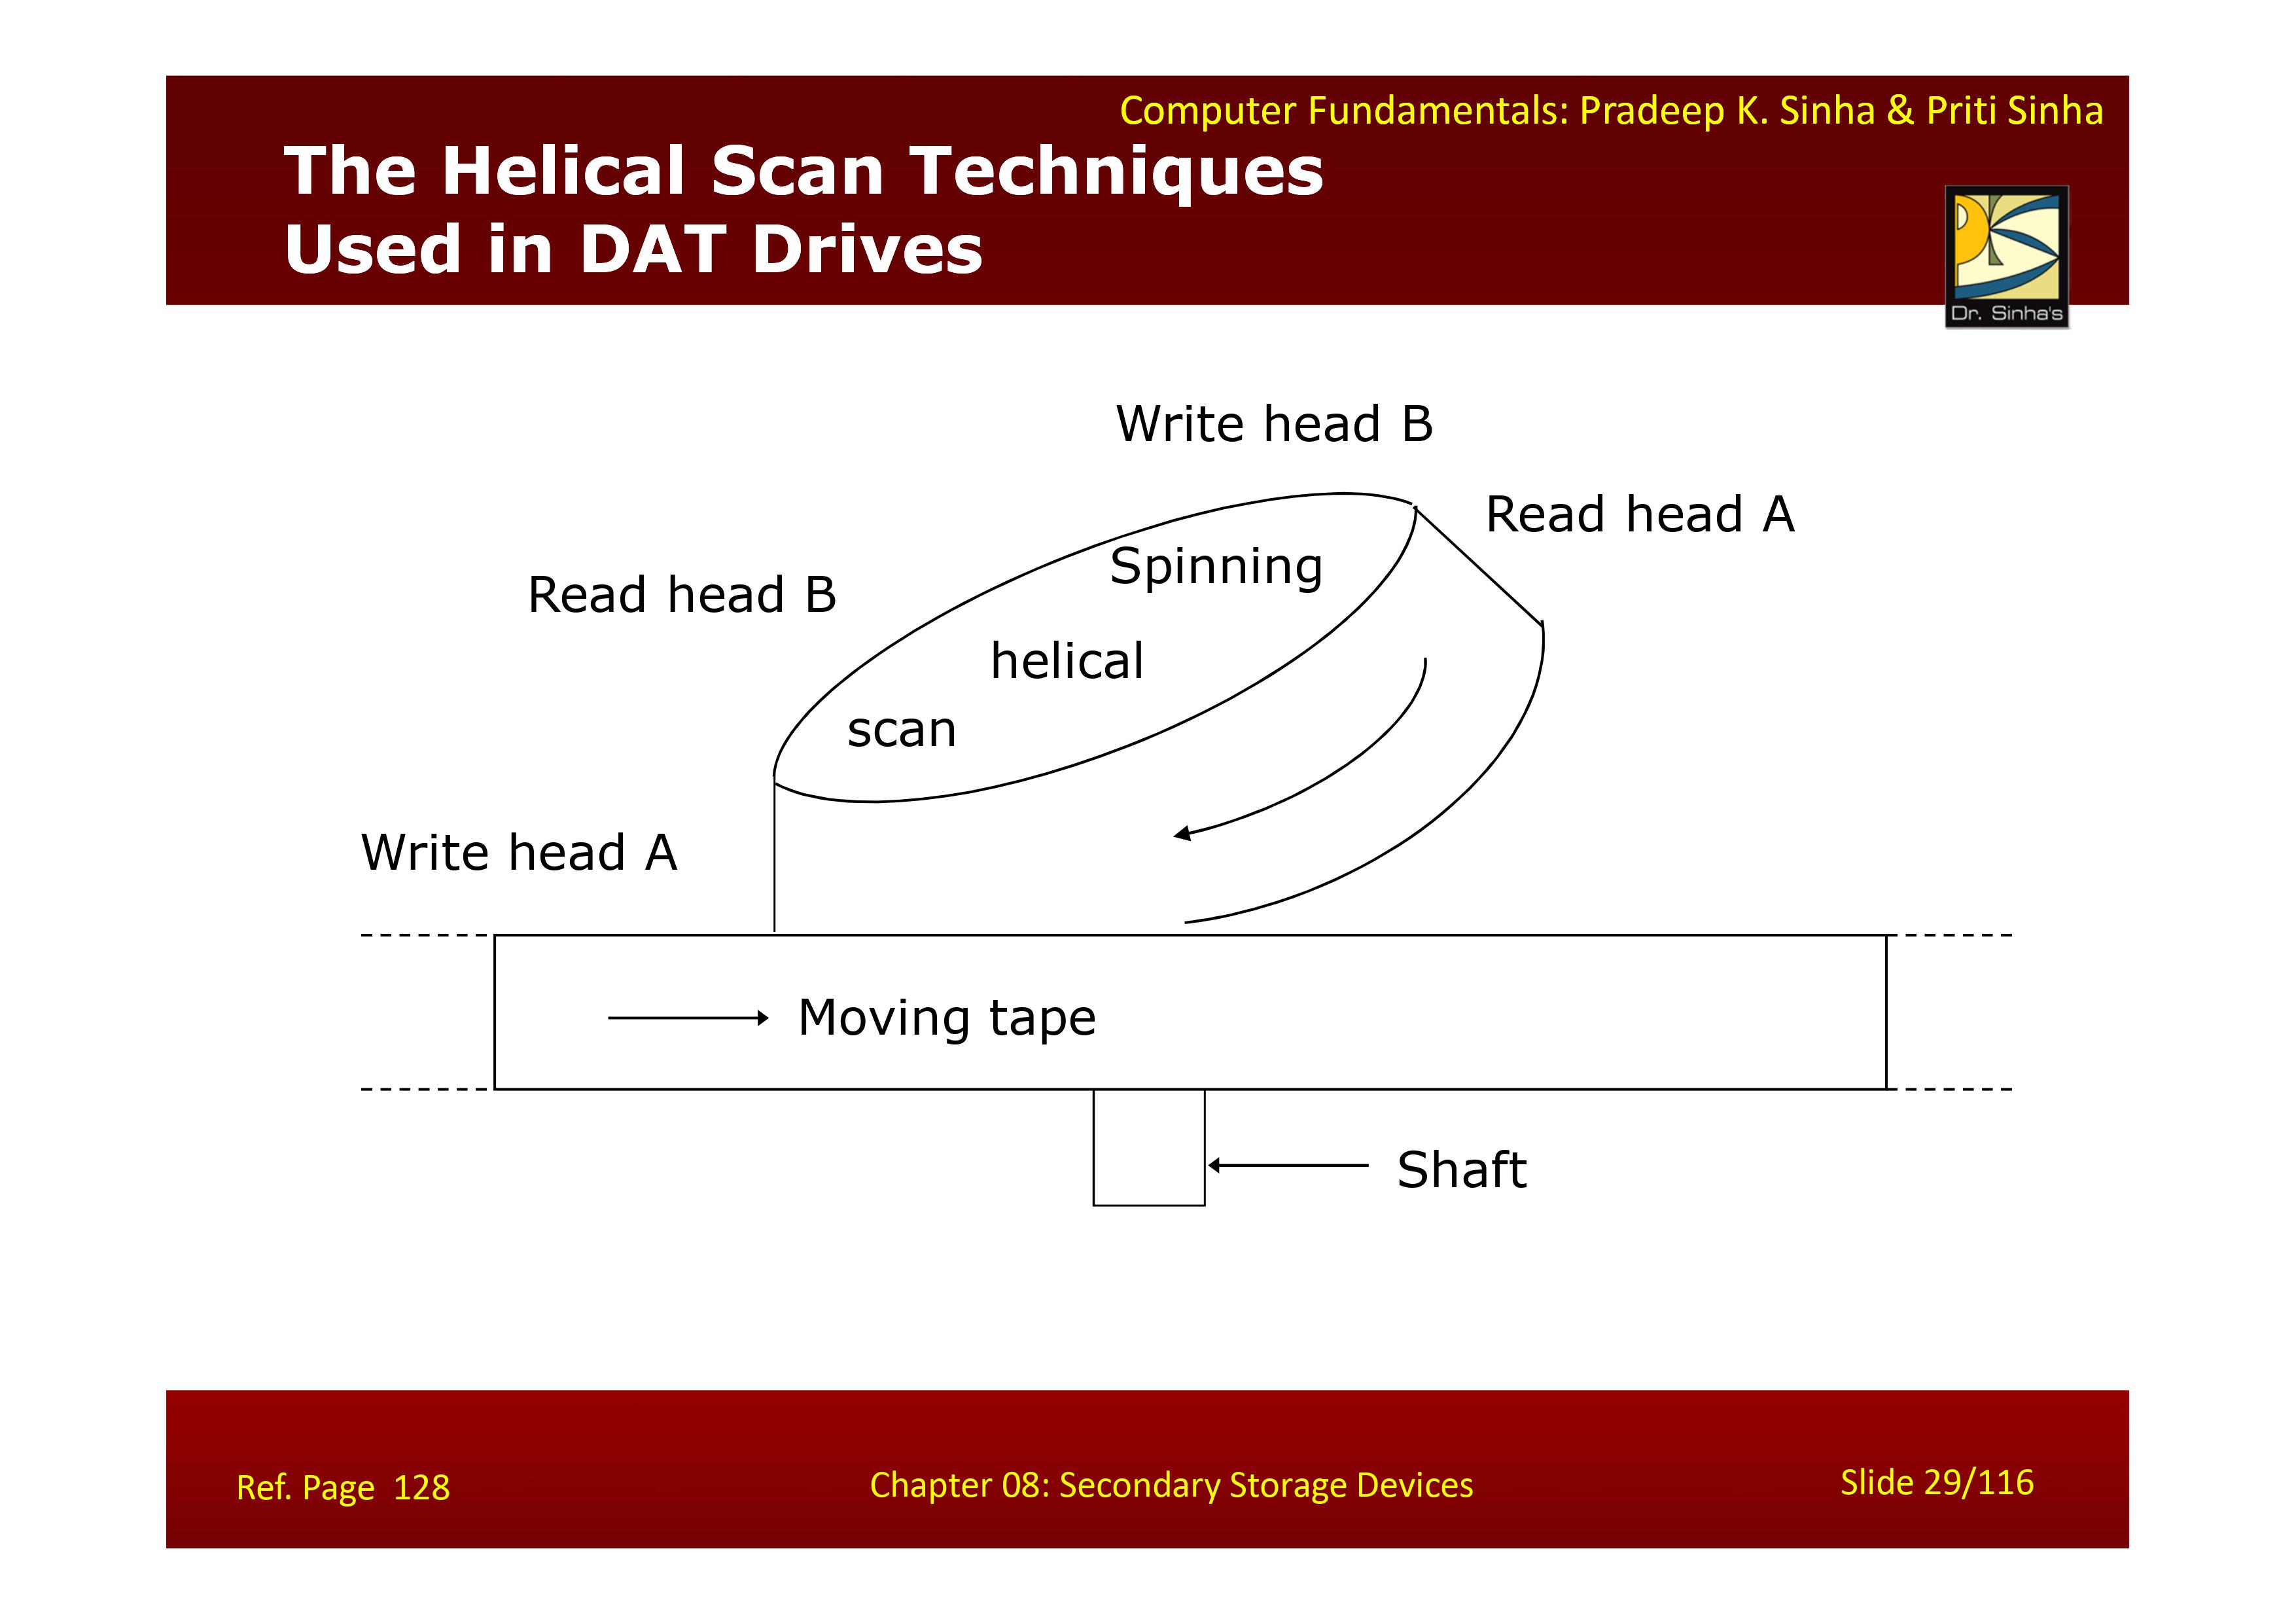 Computer Fundamentals: Pradeep K. Sinha & Priti Sinha
The Helical Scan Techniques
Used in DAT Drives
Dr. Sinha's
Write head B
Read head A
Spinning
Read head B
helical
scan
Write head A
Moving tape
Shaft
Ref. Page 128
Chapter 08: Secondary Storage Devices
Slide 29/116